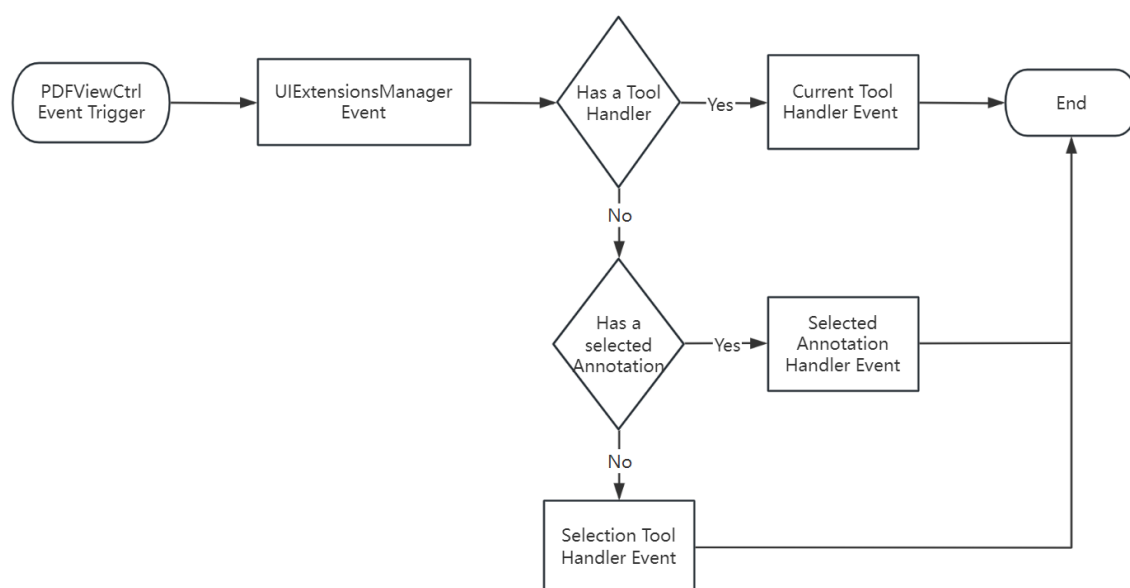 PDFViewCtrl
Event Trigger
UIExtensionsManager
Event
Has a Tool
Handler
Yes
Current Tool
Handler Event
End
No
Has a
selected
Annotation
Yes
Selected
Annotation
Handler Event
No
Selection Tool
Handler Event